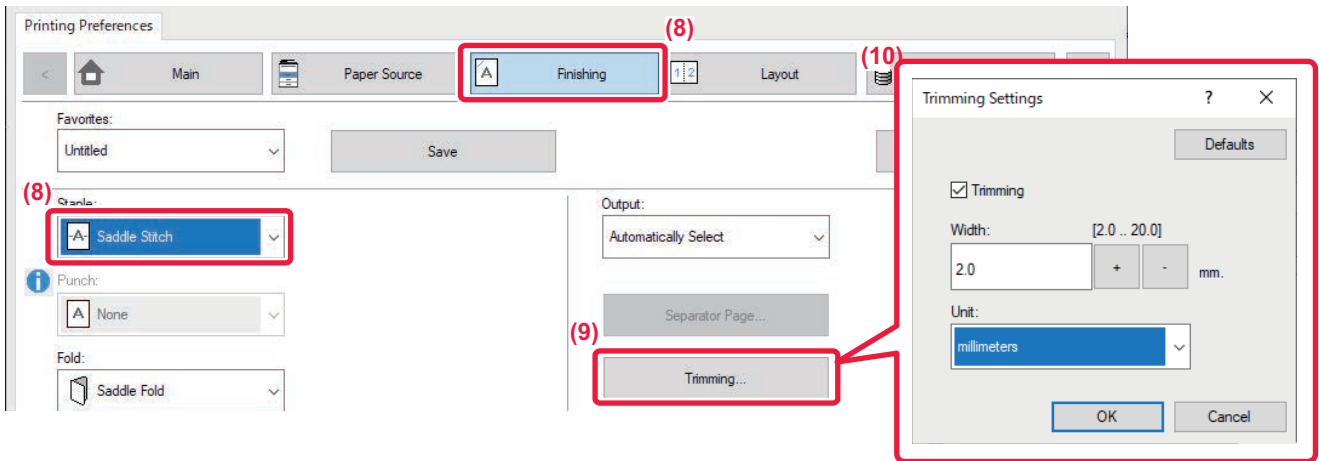 Printing Preferences
(8)
< Main Paper Source A Finishing 1 2 Layout
(10)
Favorites:
Untitled Save
(8)
Staple:
-A- Saddle Stitch
Punch:
A None
Fold:
Saddle Fold
Output:
Automatically Select
Separator Page...
(9)
Trimming...
Trimming Settings ? X
Defaults
Trimming
Width: [2.0 .. 20.0]
2.0 + - mm.
Unit:
millimeters
OK Cancel